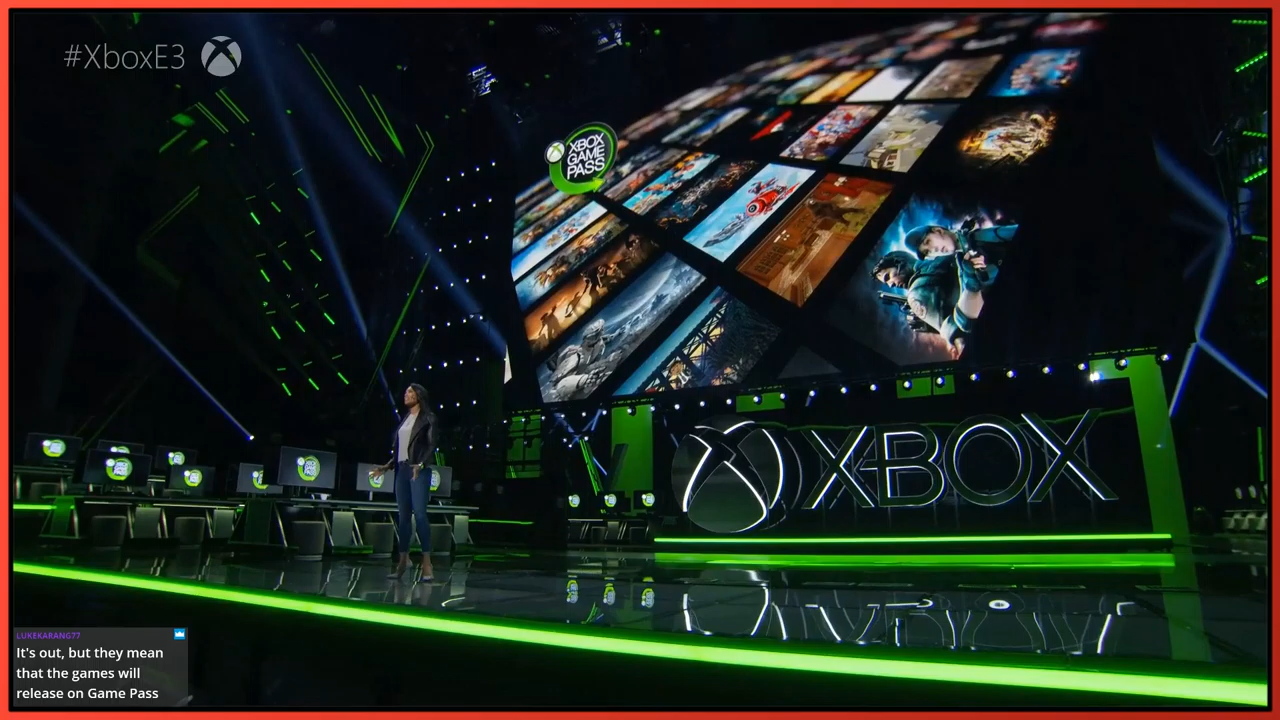 #XboxE3
XBOX
GAME
PASS
XBOX
LUKEKARANG77
It's out, but they mean
that the games will
release on Game Pass